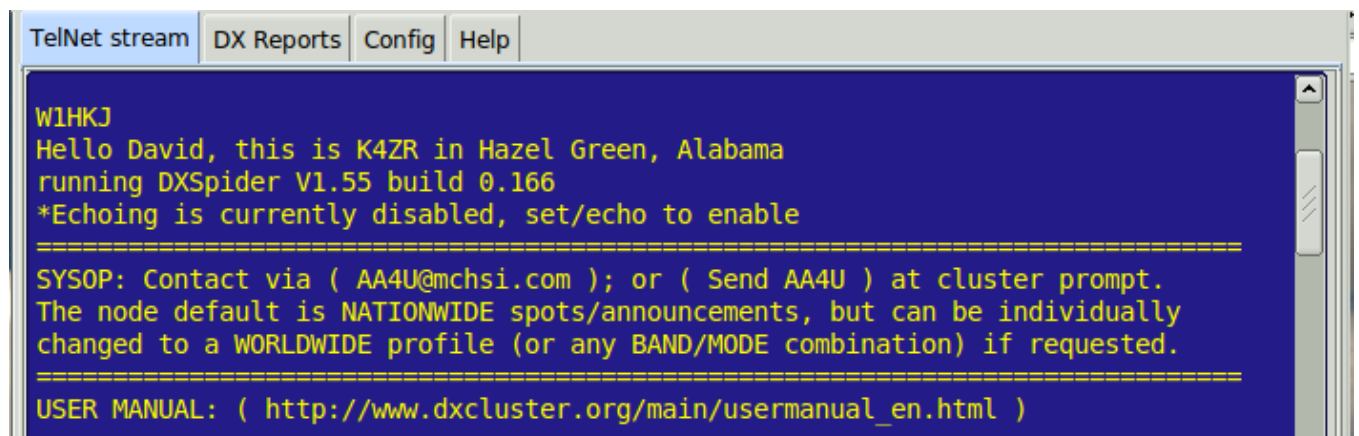 TelNet stream DX Reports Config Help
W1HKJ
Hello David, this is K4ZR in Hazel Green, Alabama
running DXSpider V1.55 build 0.166
*Echoing is currently disabled, set/echo to enable
===============================================================================
SYSOP: Contact via ( AA4U@mchsi.com ); or ( Send AA4U ) at cluster prompt.
The node default is NATIONWIDE spots/announcements, but can be individually
changed to a WORLDWIDE profile (or any BAND/MODE combination) if requested.
===============================================================================
USER MANUAL: ( http://www.dxcluster.org/main/usermanual_en.html )